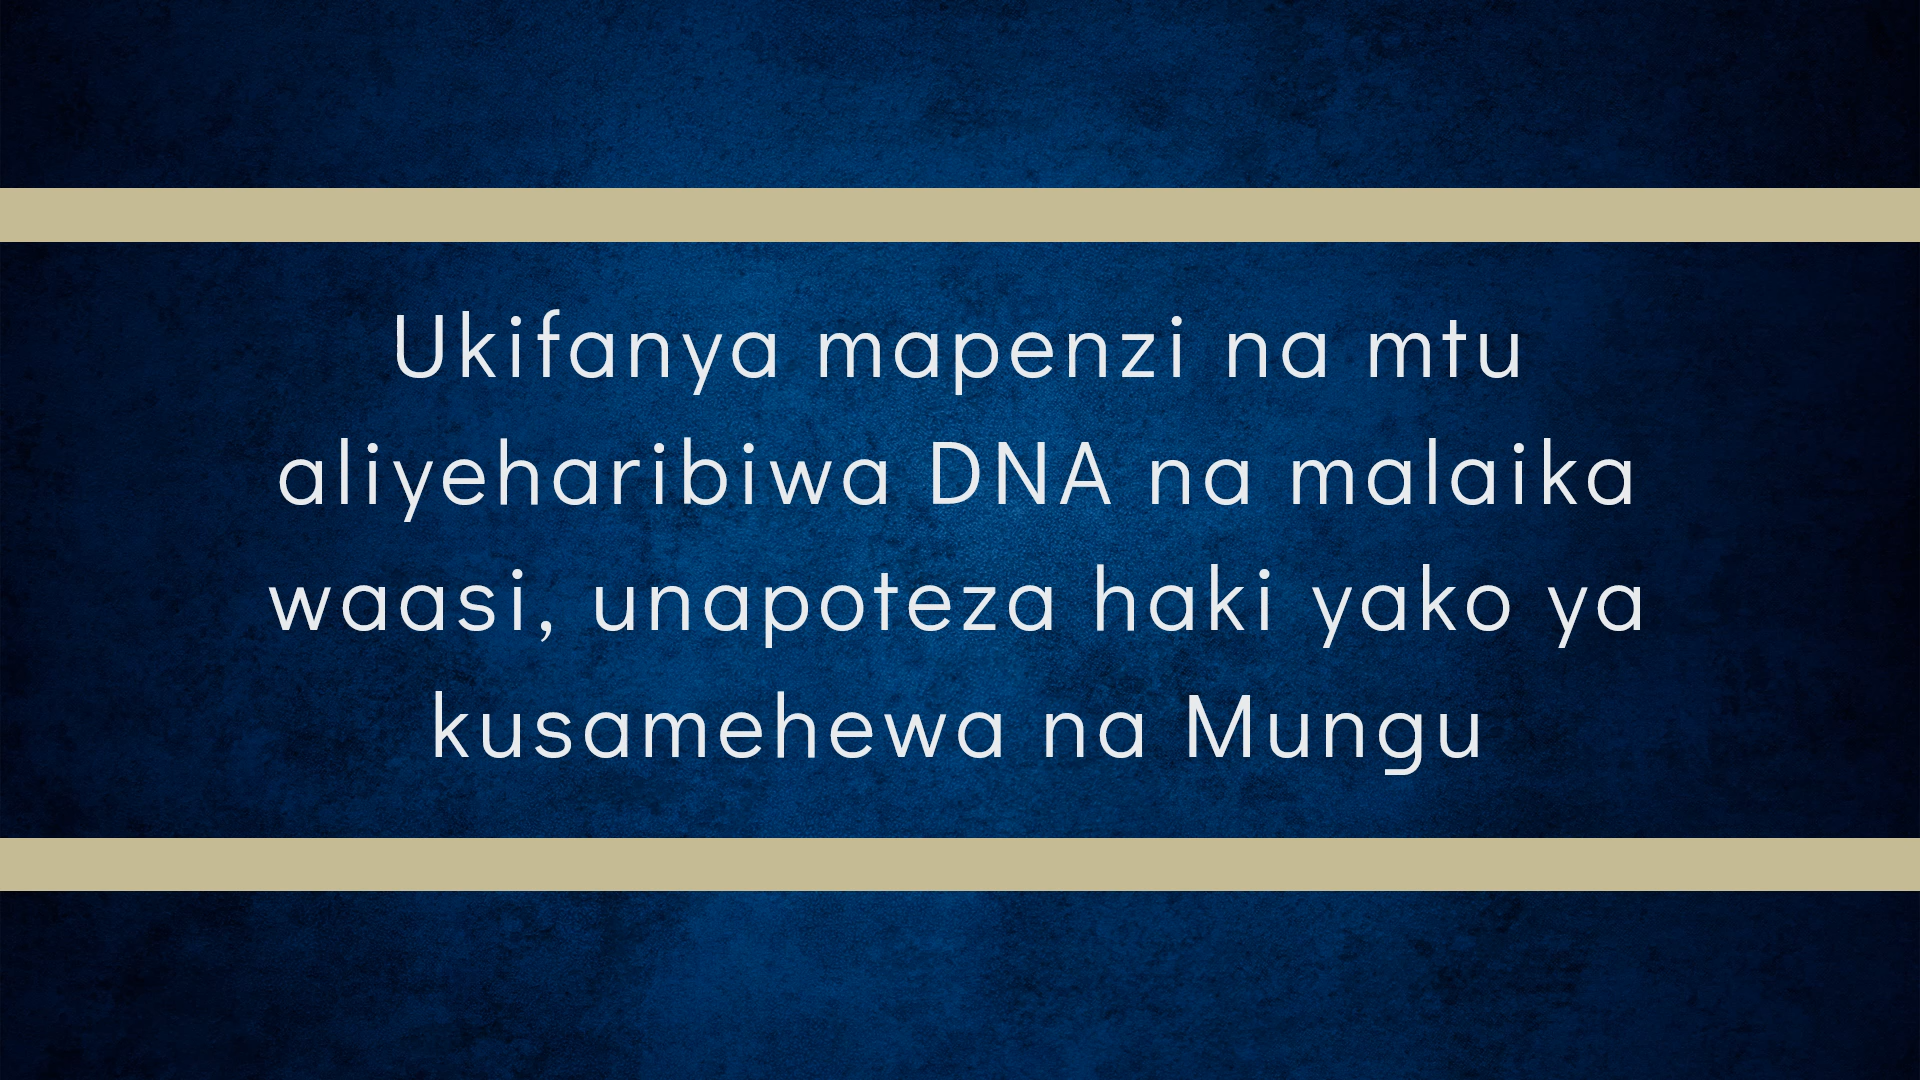 Ukifanya mapenzi na mtu
aliyeharibiwa DNA na malaika
waasi, unapoteza haki yako ya
kusamehewa na Mungu